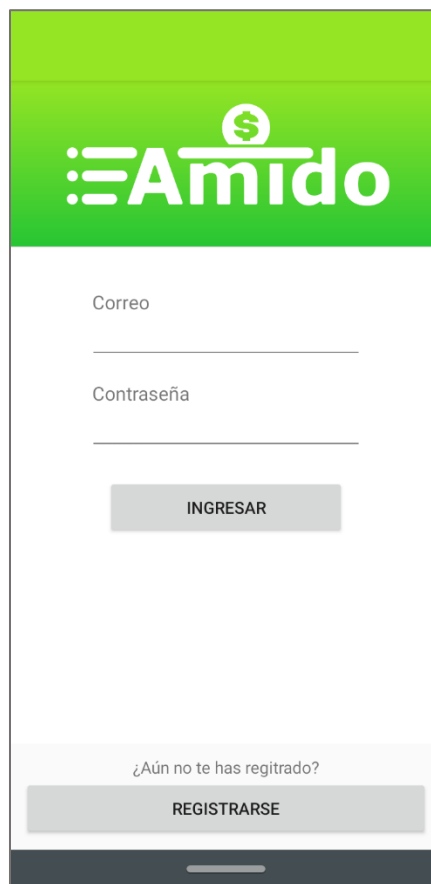 $
Amido
Correo
Contraseña
INGRESAR
¿Aún no te has regitrado?
REGISTRARSE